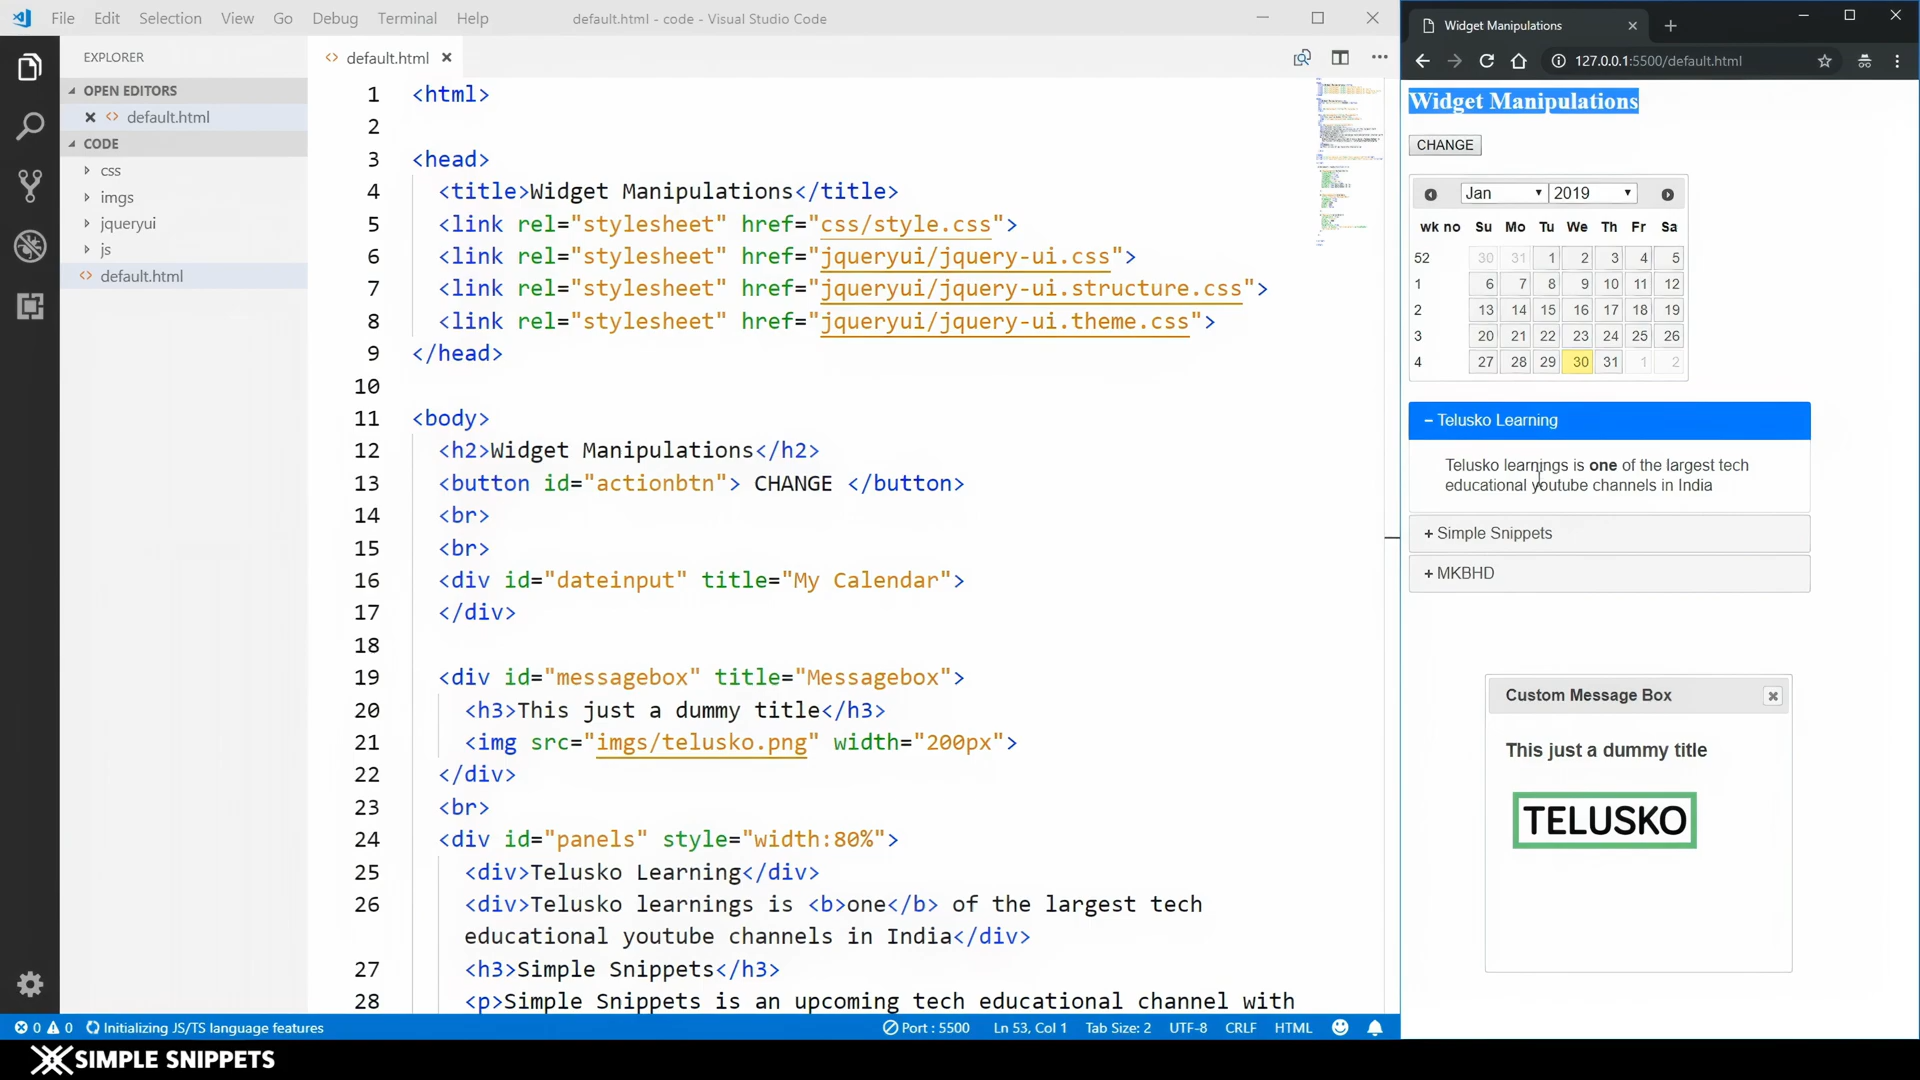 File Edit Selection View Go Debug Terminal Help
default.html - code - Visual Studio Code
EXPLORER
OPEN EDITORS
default.html
CODE
css
imgs
jqueryui
js
default.html
default.html
1 <html>
2
3 <head>
4 <title>Widget Manipulations</title>
5 <link rel="stylesheet" href="css/style.css">
6 <link rel="stylesheet" href="jqueryui/jquery-ui.css">
7 <link rel="stylesheet" href="jqueryui/jquery-ui.structure.css">
8 <link rel="stylesheet" href="jqueryui/jquery-ui.theme.css">
9 </head>
10
11 <body>
12 <h2>Widget Manipulations</h2>
13 <button id="actionbtn"> CHANGE </button>
14 <br>
15 <br>
16 <div id="dateinput" title="My Calendar">
17 </div>
18
19 <div id="messagebox" title="Messagebox">
20 <h3>This just a dummy title</h3>
21 <img src="imgs/telusko.png" width="200px">
22 </div>
23 <br>
24 <div id="panels" style="width:80%">
25 <div>Telusko Learning</div>
26 <div>Telusko learnings is <b>one</b> of the largest tech
educational youtube channels in India</div>
27 <h3>Simple Snippets</h3>
28 <p>Simple Snippets is an upcoming tech educational channel with
0 0 Initializing JS/TS language features
Port : 5500 Ln 53, Col 1 Tab Size: 2 UTF-8 CRLF HTML
Widget Manipulations
127.0.0.1:5500/default.html
Widget Manipulations
CHANGE
Jan 2019
wk no Su Mo Tu We Th Fr Sa
52 30 31 1 2 3 4 5
1 6 7 8 9 10 11 12
2 13 14 15 16 17 18 19
3 20 21 22 23 24 25 26
4 27 28 29 30 31 1 2
− Telusko Learning
Telusko learnings is one of the largest tech
educational youtube channels in India
+ Simple Snippets
+ MKBHD
Custom Message Box
This just a dummy title
TELUSKO
SIMPLE SNIPPETS